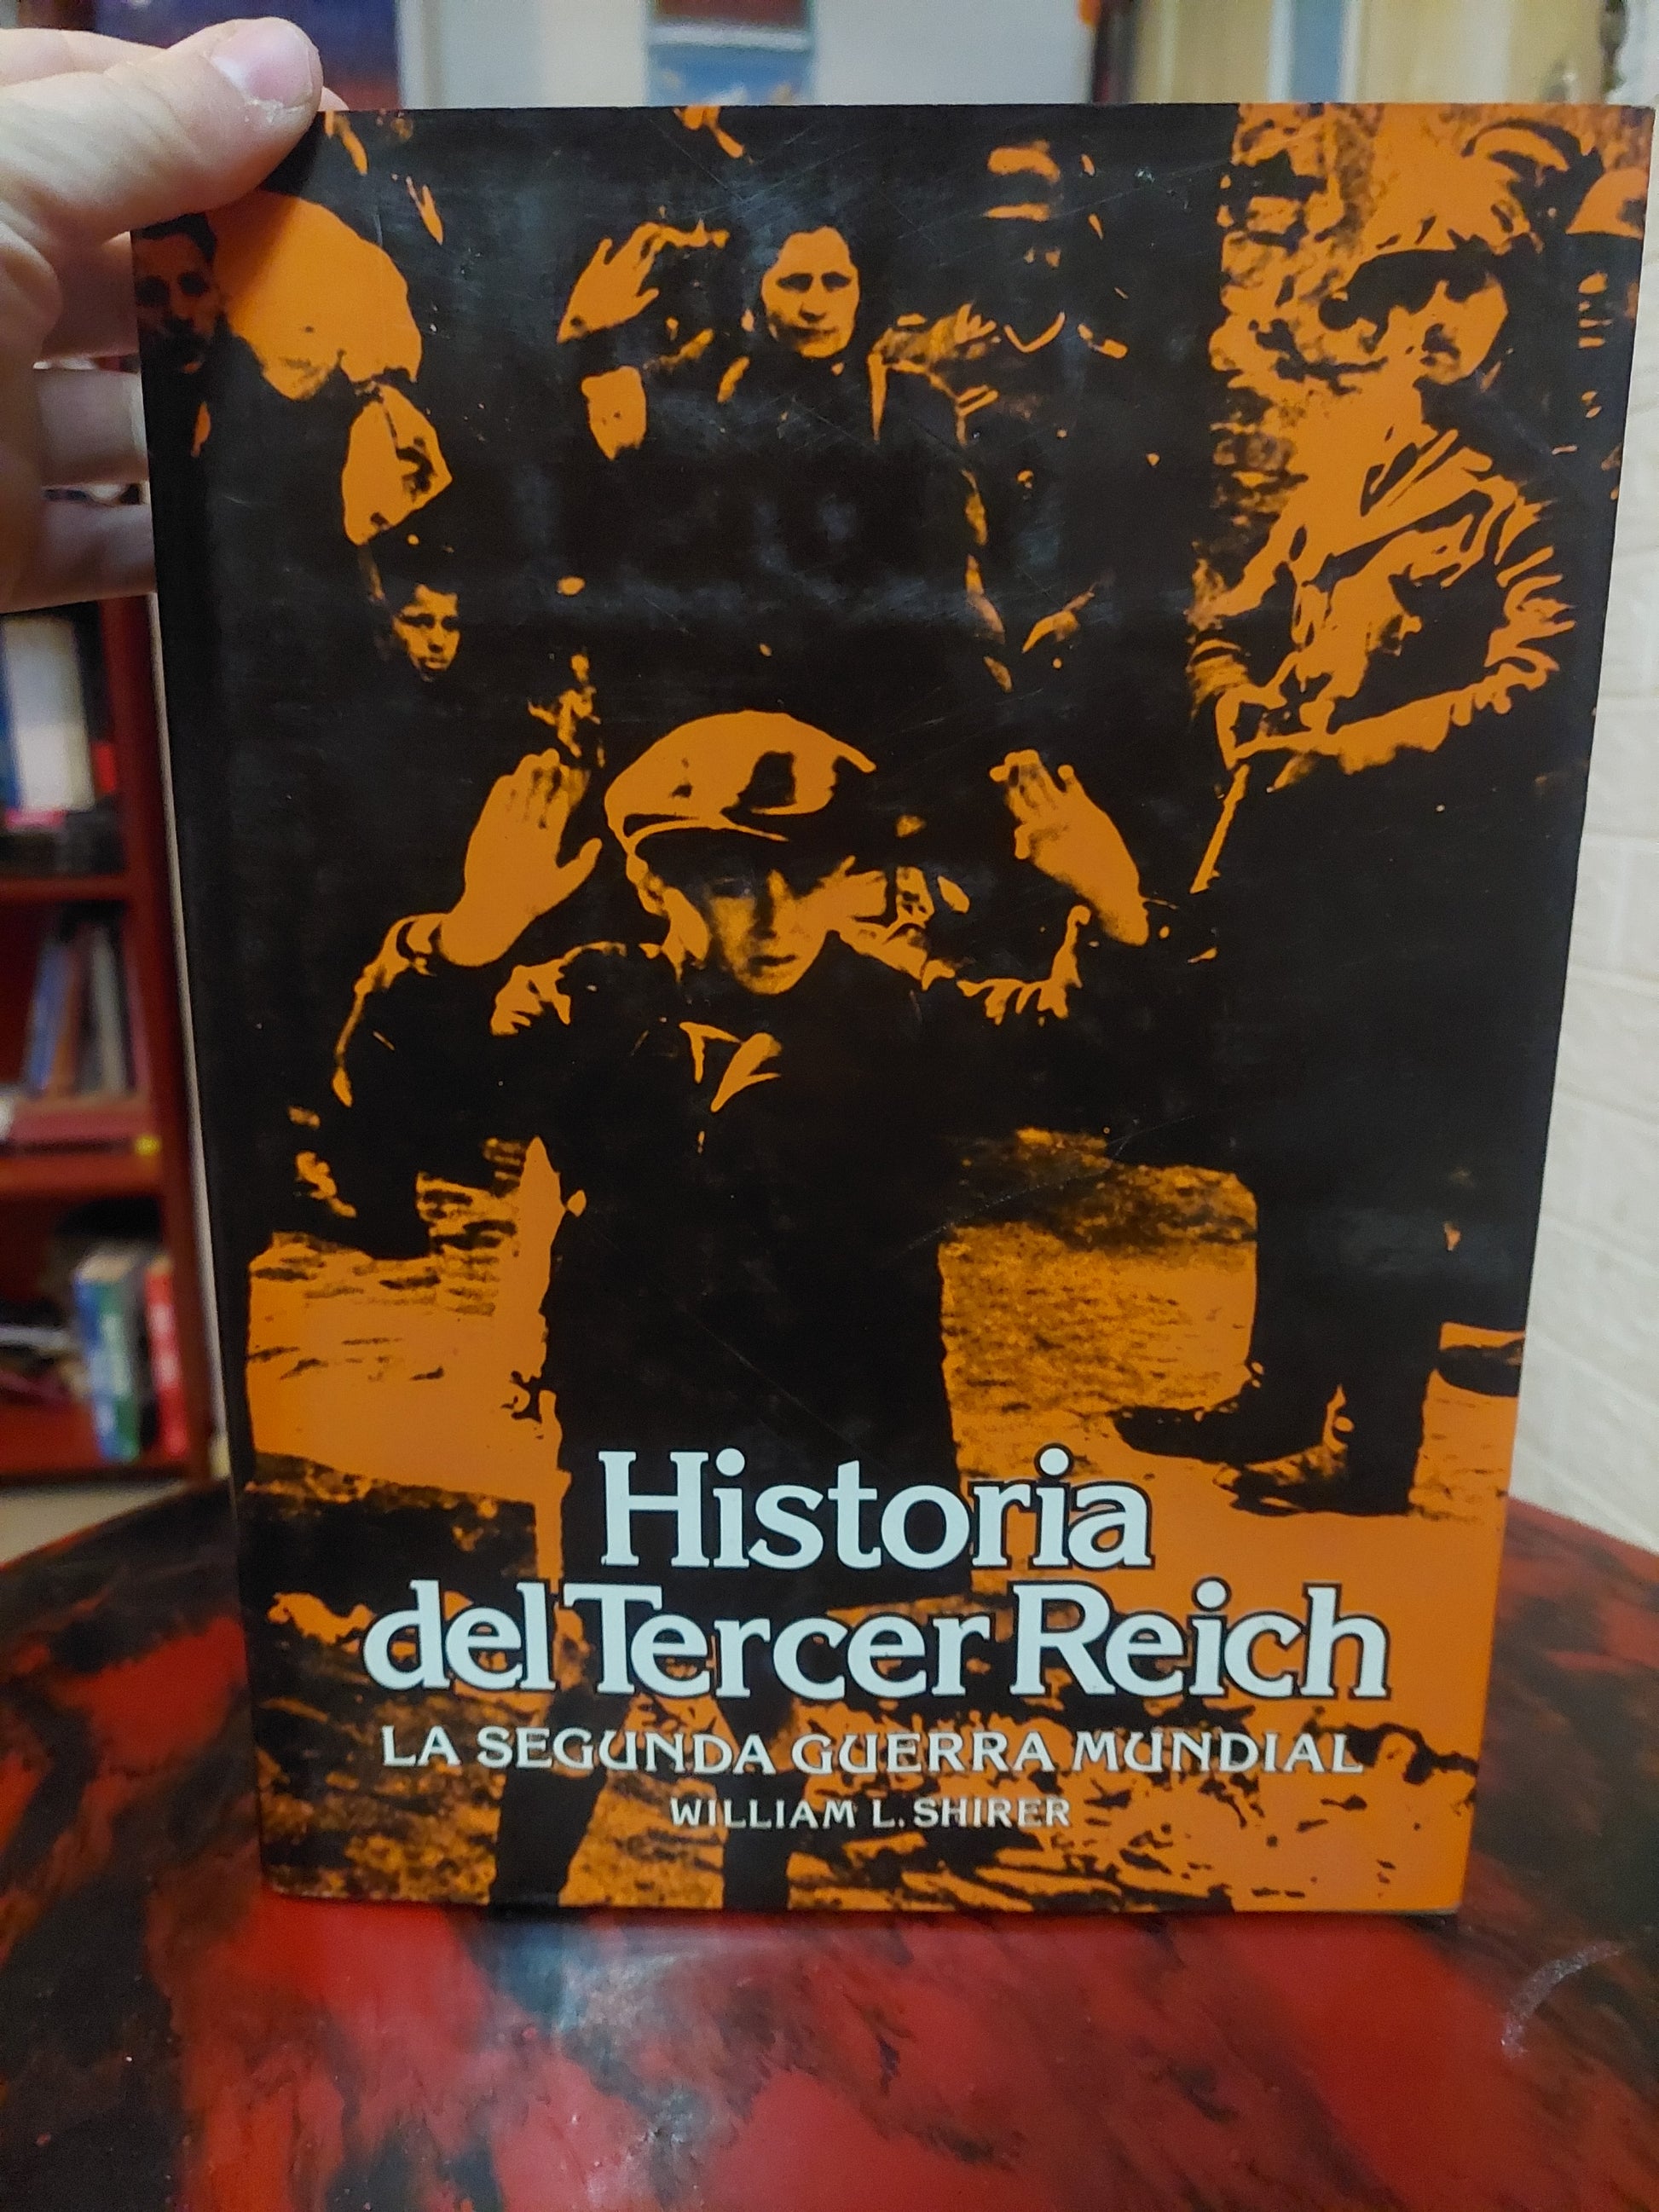 Historia
del Tercer Reich
LA SEGUNDA GUERRA MUNDIAL
WILLIAM L. SHIRER